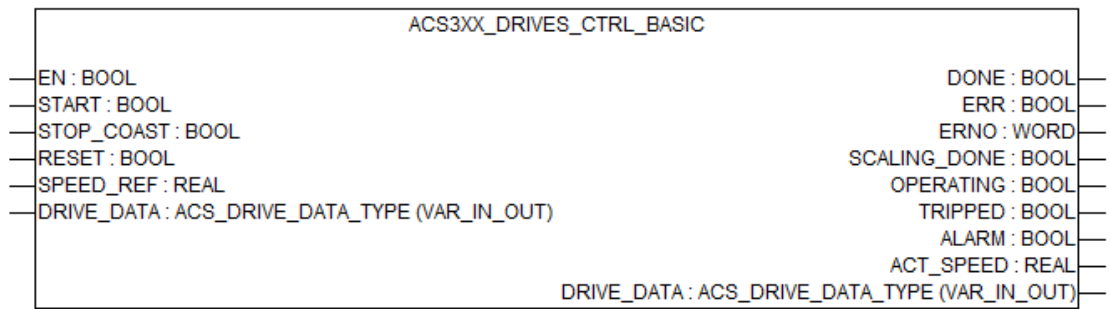 ACS3XX_DRIVES_CTRL_BASIC
EN : BOOL DONE : BOOL
START : BOOL ERR : BOOL
STOP_COAST : BOOL ERNO : WORD
RESET : BOOL SCALING_DONE : BOOL
SPEED_REF : REAL OPERATING : BOOL
DRIVE_DATA : ACS_DRIVE_DATA_TYPE (VAR_IN_OUT) TRIPPED : BOOL
ALARM : BOOL
ACT_SPEED : REAL
DRIVE_DATA : ACS_DRIVE_DATA_TYPE (VAR_IN_OUT)